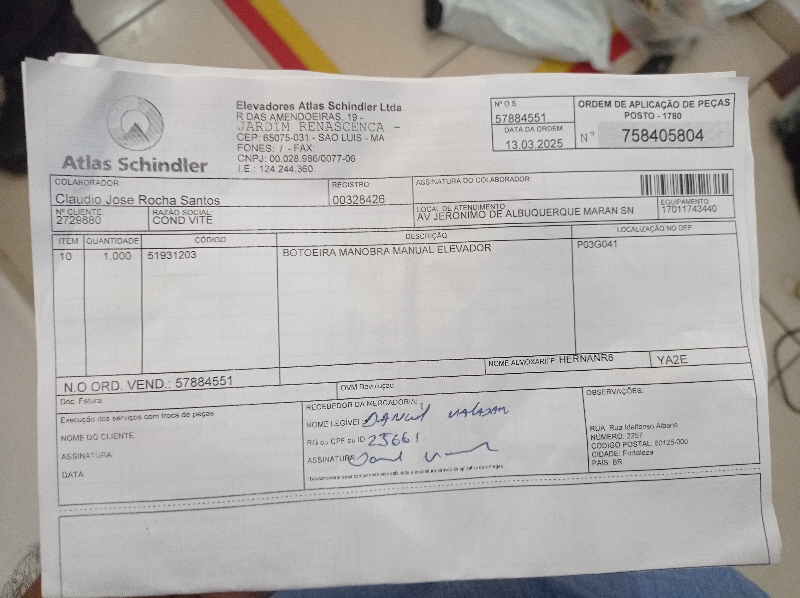 Atlas Schindler
Elevadores Atlas Schindler Ltda
R DAS AMENDOEIRAS, 19 -
JARDIM RENASCENCA -
CEP: 65075-031 - SAO LUIS - MA
FONES: / - FAX:
CNPJ: 00.028.986/0077-06
I.E.: 124.244.360.
Nº O.S.
57884551
DATA DA ORDEM
13.03.2025
ORDEM DE APLICAÇÃO DE PEÇAS
POSTO - 1780
Nº 758405804
COLABORADOR:
Claudio Jose Rocha Santos
REGISTRO
00328426
ASSINATURA DO COLABORADOR
Nº CLIENTE
2729880
RAZÃO SOCIAL
COND VITE
LOCAL DE ATENDIMENTO
AV JERONIMO DE ALBUQUERQUE MARAN SN
EQUIPAMENTO
17011743440
ITEM QUANTIDADE CÓDIGO DESCRIÇÃO LOCALIZAÇÃO NO DEP
10 1,000 51931203 BOTOEIRA MANOBRA MANUAL ELEVADOR P03G041
NOME ALMOXARIFE HERNANR8 YA2E
N.O ORD. VEND.: 57884551
OVM Devolução:
Doc. Fatura
Execução dos serviços com troca de peças
NOME DO CLIENTE:
ASSINATURA:
DATA:
RECEBEDOR DA MERCADORIA:
NOME LEGÍVEL:
RG ou CPF ou ID 25661
ASSINATURA
OBSERVAÇÕES:
RUA: Rua Idelfonso Albano
NÚMERO: 2257
CÓDIGO POSTAL: 60125-000
CIDADE: Fortaleza
PAÍS: BR